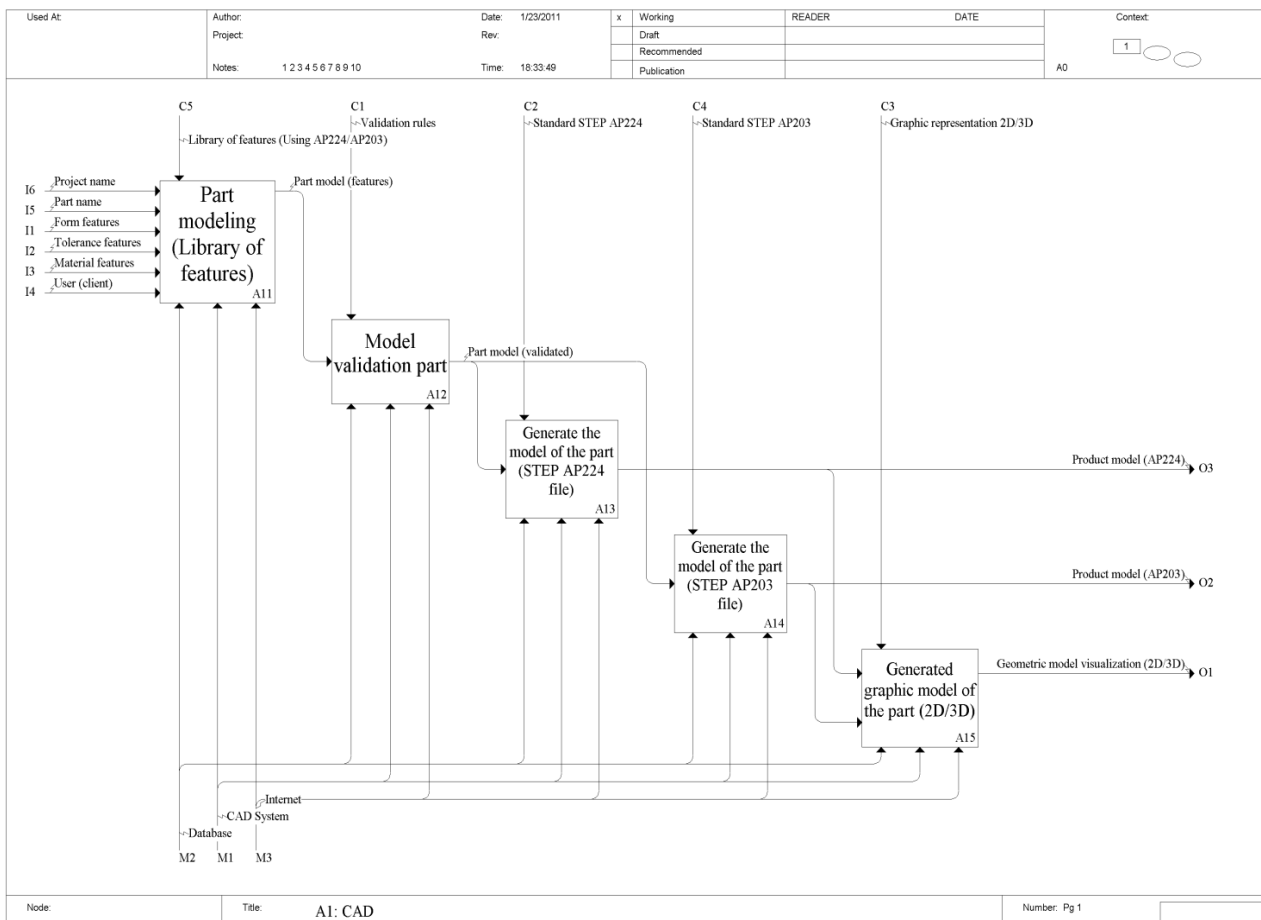 Used At:
Author:
Date: 1/23/2011
x Working
READER DATE
Context:
Project:
Rev:
Draft
Recommended
1
Notes: 1 2 3 4 5 6 7 8 9 10
Time: 18:33:49
Publication
A0
C5
C1
C2
C4
C3
Validation rules
Standard STEP AP224
Standard STEP AP203
Graphic representation 2D/3D
Library of features (Using AP224/AP203)
I6 Project name
I5 Part name
I1 Form features
I2 Tolerance features
I3 Material features
I4 User (client)
Part
modeling
(Library of
features)
A11
Part model (features)
Model
validation part
A12
Part model (validated)
Generate the
model of the part
(STEP AP224
file)
A13
Product model (AP224) O3
Generate the
model of the part
(STEP AP203
file)
A14
Product model (AP203) O2
Generated
graphic model of
the part (2D/3D)
A15
Geometric model visualization (2D/3D) O1
Internet
CAD System
Database
M2 M1 M3
Node:
Title: A1: CAD
Number: Pg 1